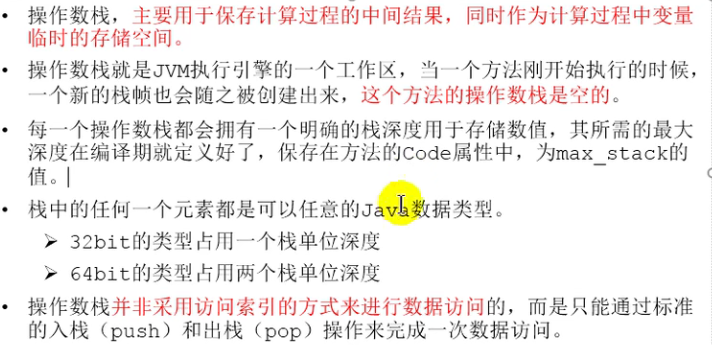 • 操作数栈，主要用于保存计算过程的中间结果，同时作为计算过程中变量
临时的存储空间。
• 操作数栈就是JVM执行引擎的一个工作区，当一个方法刚开始执行的时候，
一个新的栈帧也会随之被创建出来，这个方法的操作数栈是空的。
• 每一个操作数栈都会拥有一个明确的栈深度用于存储数值，其所需的最大
深度在编译期就定义好了，保存在方法的Code属性中，为max_stack的
值。
• 栈中的任何一个元素都是可以任意的Java数据类型。
➢ 32bit的类型占用一个栈单位深度
➢ 64bit的类型占用两个栈单位深度
• 操作数栈并非采用访问索引的方式来进行数据访问的，而是只能通过标准
的入栈（push）和出栈（pop）操作来完成一次数据访问。